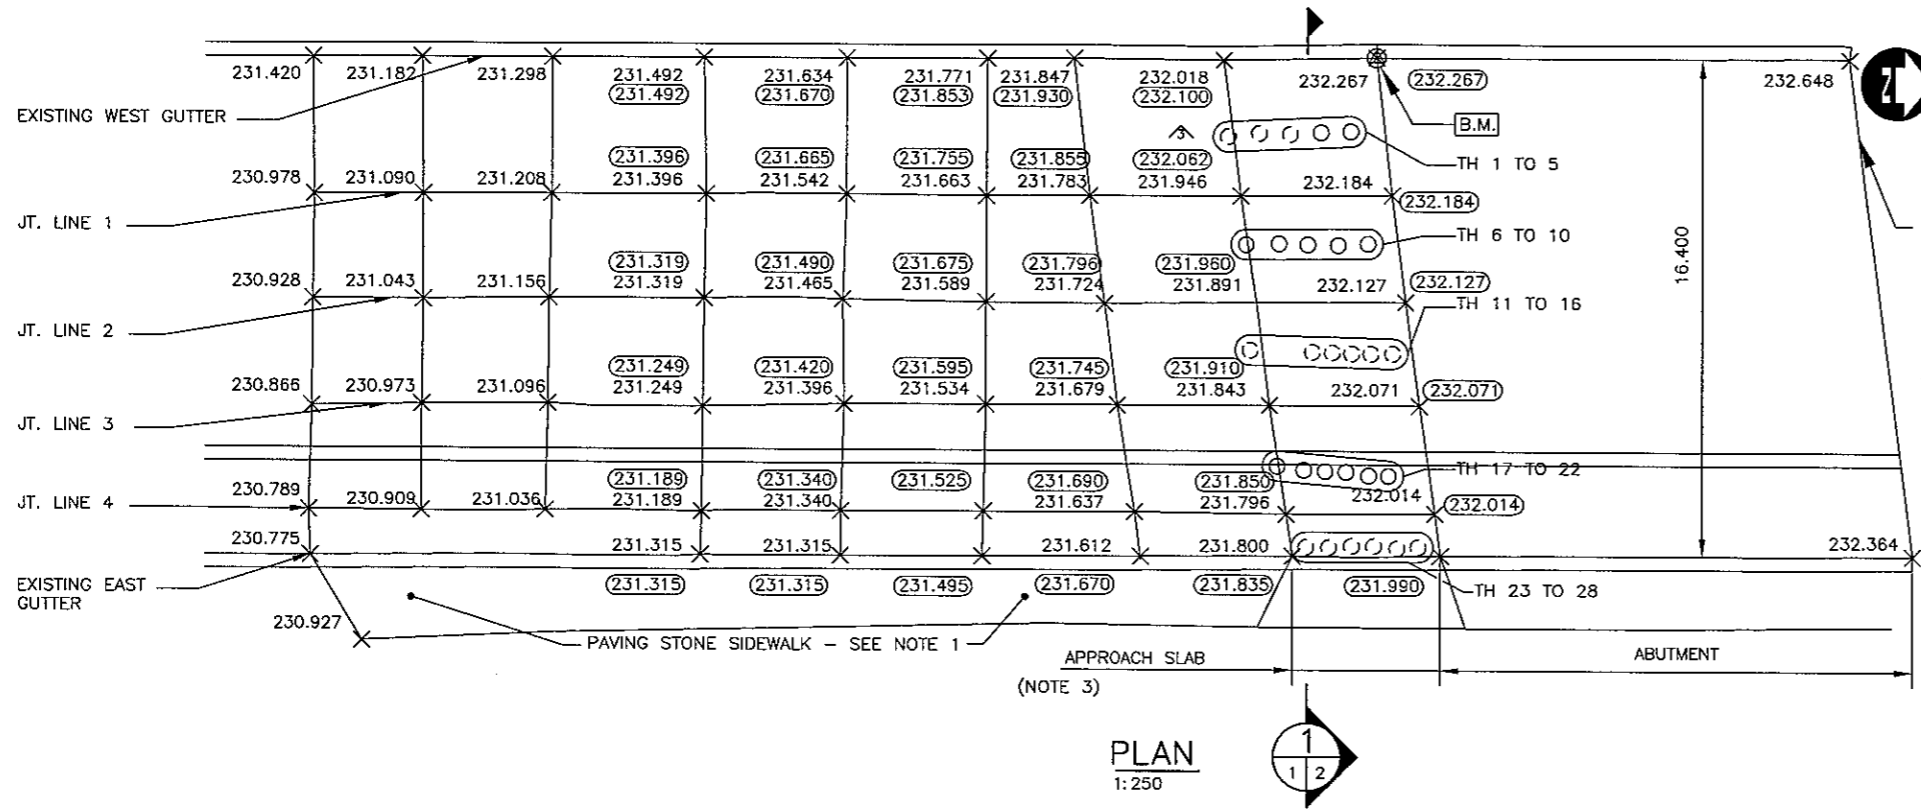 231.420 231.182 231.298 231.492 231.634 231.771 231.847 232.018 232.267 232.267 232.648
231.492 231.670 231.853 231.930 232.100
EXISTING WEST GUTTER
B.M.
3
231.396 231.665 231.755 231.855 232.062
TH 1 TO 5
230.978 231.090 231.208 231.396 231.542 231.663 231.783 231.946 232.184
232.184
JT. LINE 1
TH 6 TO 10
231.319 231.490 231.675 231.796 231.960
230.928 231.043 231.156 231.319 231.465 231.589 231.724 231.891 232.127 232.127
16.400
TH 11 TO 16
JT. LINE 2
231.249 231.420 231.595 231.745 231.910
230.866 230.973 231.096 231.249 231.396 231.534 231.679 231.843 232.071 232.071
JT. LINE 3
TH 17 TO 22
231.189 231.340 231.525 231.690 231.850
230.789 230.909 231.036 231.189 231.340 231.637 231.796 232.014
232.014
JT. LINE 4
230.775 231.315 231.315 231.612 231.800 232.364
EXISTING EAST
GUTTER
231.315 231.315 231.495 231.670 231.835 231.990
TH 23 TO 28
230.927
PAVING STONE SIDEWALK - SEE NOTE 1
APPROACH SLAB
(NOTE 3)
ABUTMENT
PLAN
1:250
1
1 2
Z